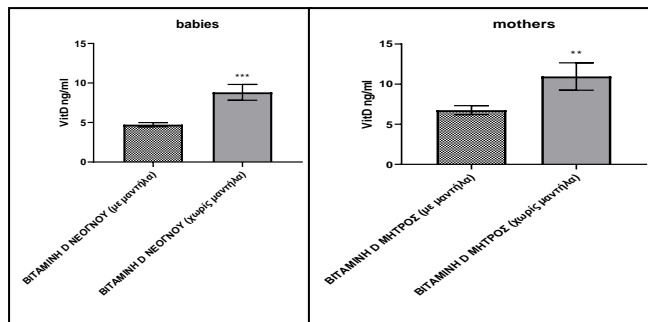 babies
15
10
5
0
VitD ng/ml
***
ΒΙΤΑΜΙΝΗ D ΝΕΟΓΝΟΥ (με μαντήλα)
ΒΙΤΑΜΙΝΗ D ΝΕΟΓΝΟΥ (χωρίς μαντήλα)
mothers
15
10
5
0
VitD ng/ml
**
ΒΙΤΑΜΙΝΗ D ΜΗΤΡΟΣ (με μαντήλα)
ΒΙΤΑΜΙΝΗ D ΜΗΤΡΟΣ (χωρίς μαντήλα)